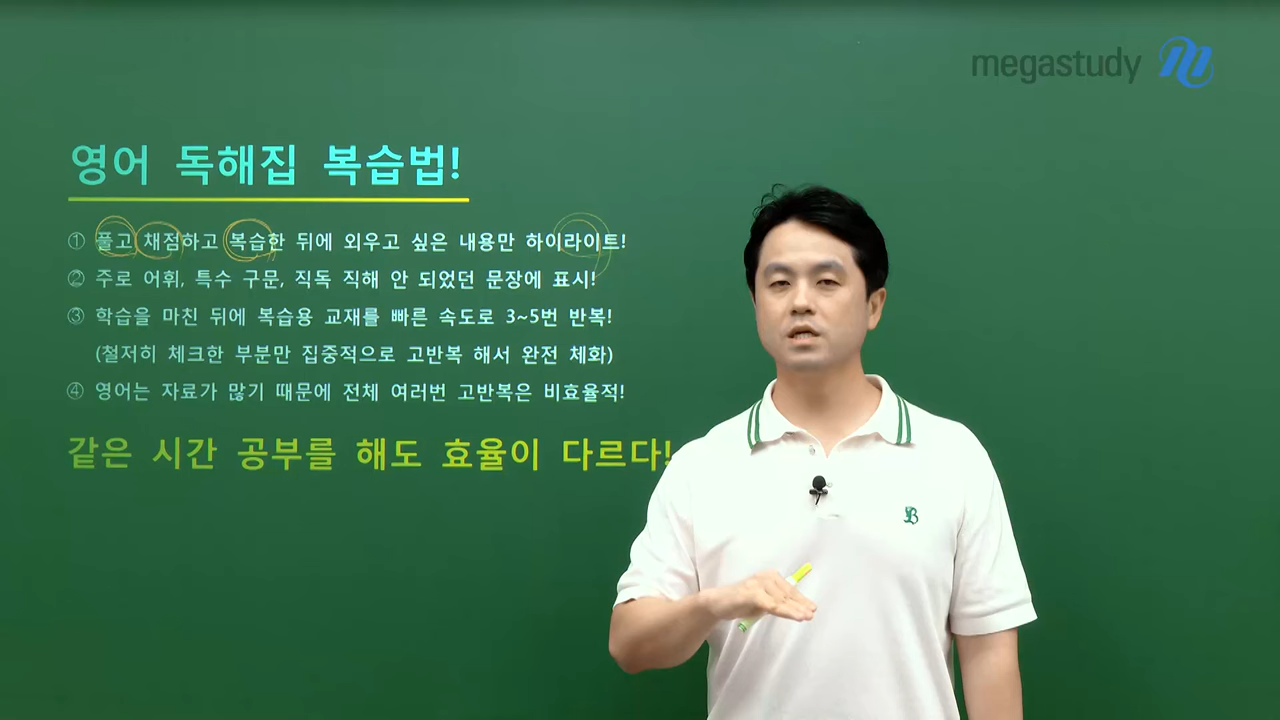 megastudy
영어 독해집 복습법!
① 풀고 채점하고 복습한 뒤에 외우고 싶은 내용만 하이라이트!
② 주로 어휘, 특수 구문, 직독 직해 안 되었던 문장에 표시!
③ 학습을 마친 뒤에 복습용 교재를 빠른 속도로 3~5번 반복!
(철저히 체크한 부분만 집중적으로 고반복 해서 완전 체화)
④ 영어는 자료가 많기 때문에 전체 여러번 고반복은 비효율적!
같은 시간 공부를 해도 효율이 다르다!
B